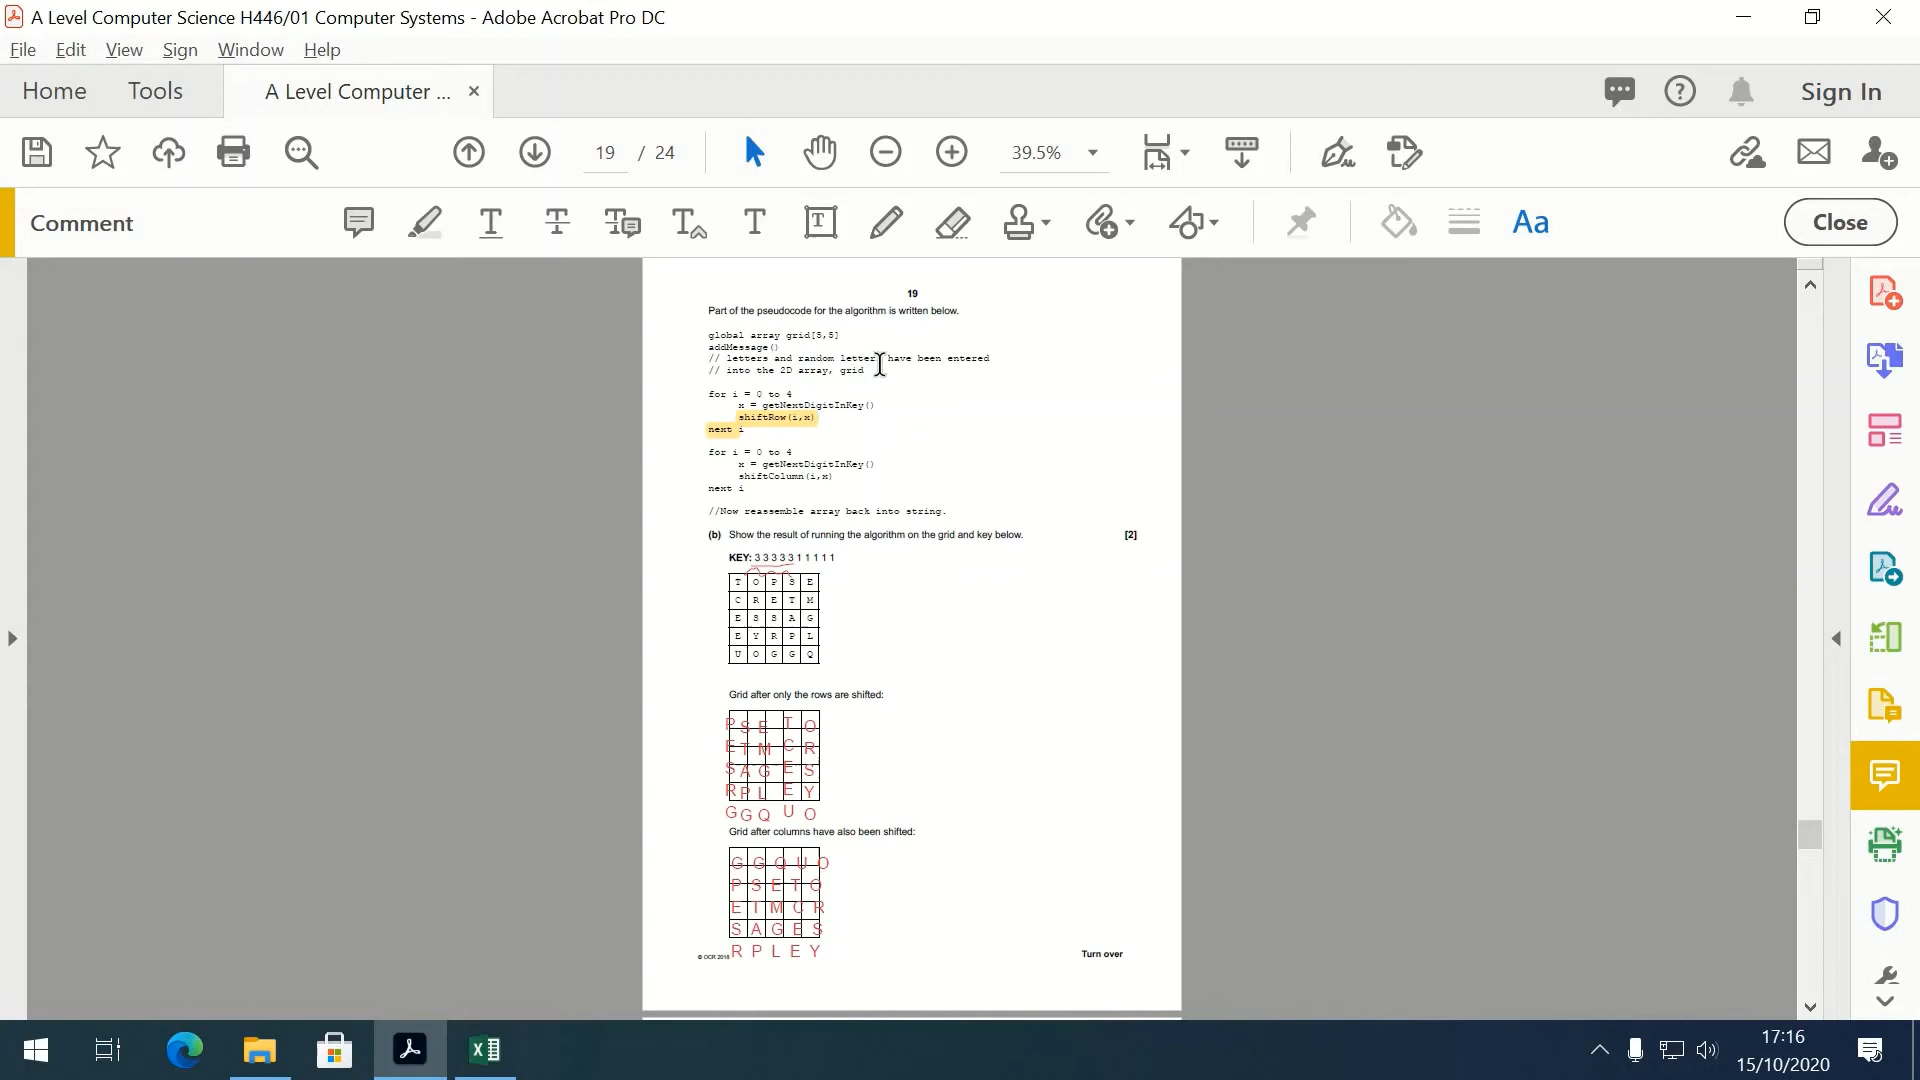 A Level Computer Science H446/01 Computer Systems - Adobe Acrobat Pro DC
File Edit View Sign Window Help
Home Tools A Level Computer ... × Sign In
19 / 24 39.5%
Comment Aa Close
19
Part of the pseudocode for the algorithm is written below.
global array grid[5,5]
addMessage()
// letters and random letters have been entered
// into the 2D array, grid
for i = 0 to 4
x = getNextDigitInKey()
shiftRow(i,x)
next i
for i = 0 to 4
x = getNextDigitInKey()
shiftColumn(i,x)
next i
//Now reassemble array back into string.
(b) Show the result of running the algorithm on the grid and key below. [2]
KEY: 3 3 3 3 3 1 1 1 1 1
T O P S E
C R E T M
E S S A G
E Y R P L
U O G G Q
Grid after only the rows are shifted:
P S E T O
E T M C R
S A G E S
R P L E Y
G G Q U O
Grid after columns have also been shifted:
G G Q U O
P S E T O
E T M C R
S A G E S
R P L E Y
© OCR 2018 Turn over
17:16
15/10/2020